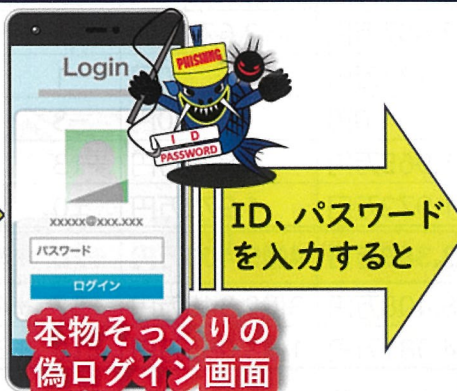 Login
PHISHING
I D
PASSWORD
xxxxx@xxx.xxx
パスワード
ログイン
本物そっくりの
偽ログイン画面
ID、パスワード
を入力すると